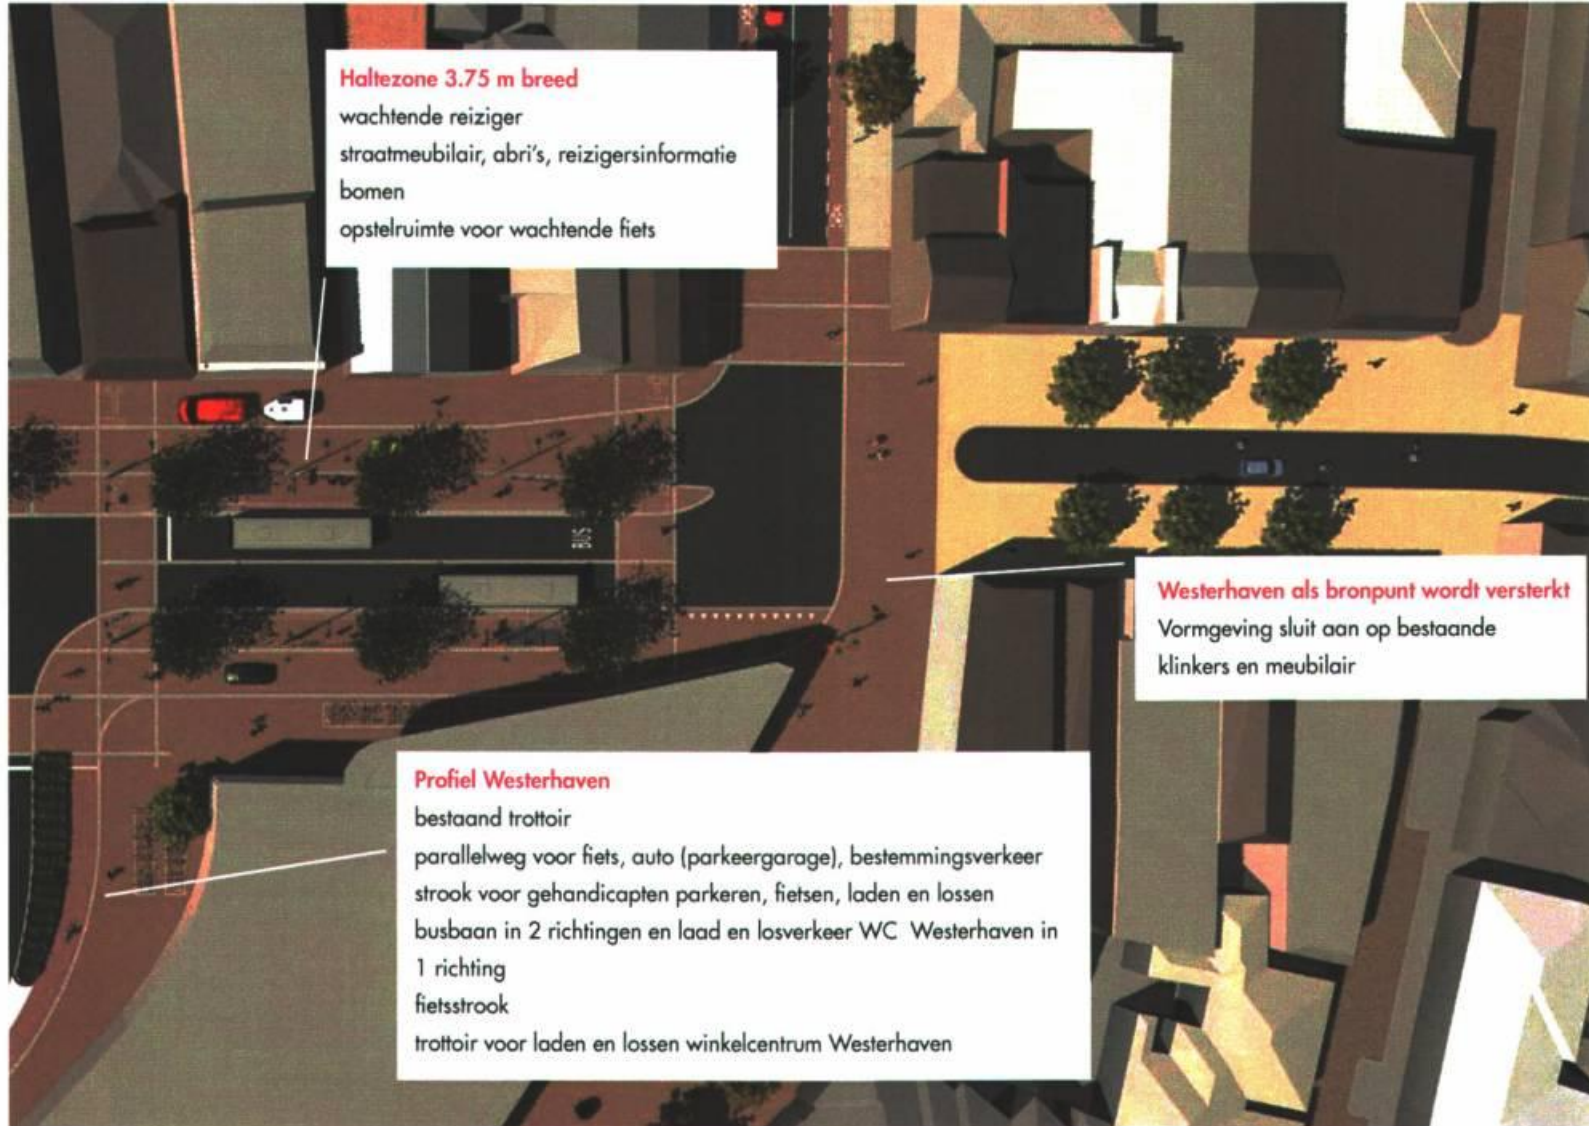 Haltezone 3.75 m breed
wachtende reiziger
straatmeubilair, abri's, reizigersinformatie
bomen
opstelruimte voor wachtende fiets
BUS
Westerhaven als bronpunt wordt versterkt
Vormgeving sluit aan op bestaande
klinkers en meubilair
Profiel Westerhaven
bestaand trottoir
parallelweg voor fiets, auto (parkeergarage), bestemmingsverkeer
strook voor gehandicapten parkeren, fietsen, laden en lossen
busbaan in 2 richtingen en laad en losverkeer WC Westerhaven in
1 richting
fietsstrook
trottoir voor laden en lossen winkelcentrum Westerhaven